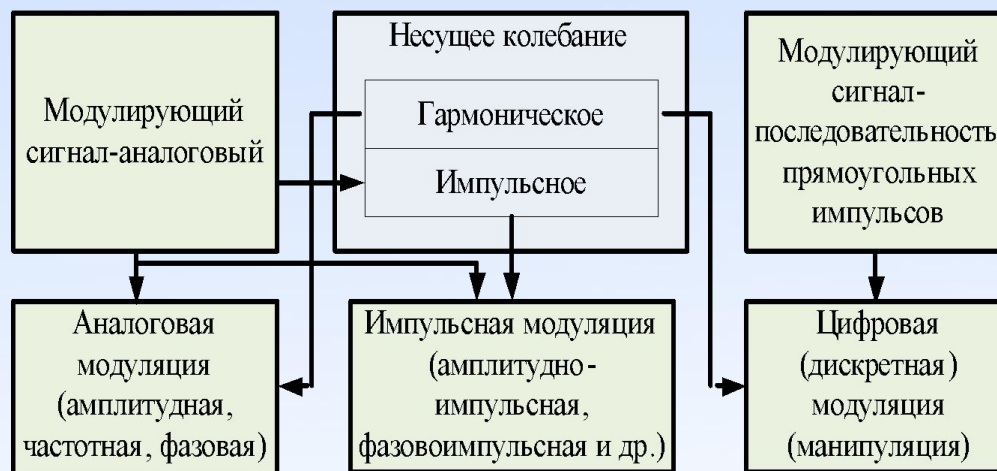 Модулирующий
сигнал-аналоговый
Несущее колебание
Гармоническое
Импульсное
Модулирующий
сигнал-
последовательность
прямоугольных
импульсов
Аналоговая
модуляция
(амплитудная,
частотная, фазовая)
Импульсная модуляция
(амплитудно-
импульсная,
фазовоимпульсная и др.)
Цифровая
(дискретная)
модуляция
(манипуляция)